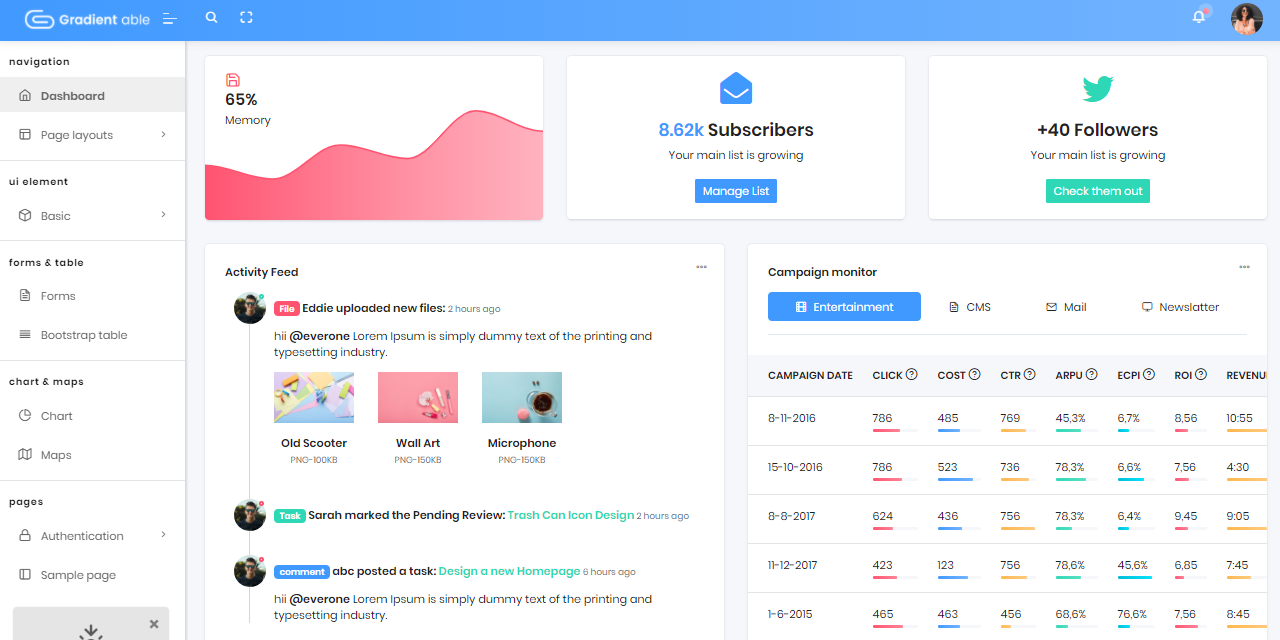 Gradient able
navigation
Dashboard
Page layouts
ui element
Basic
forms & table
Forms
Bootstrap table
chart & maps
Chart
Maps
pages
Authentication
Sample page
65%
Memory
8.62k Subscribers
Your main list is growing
Manage List
+40 Followers
Your main list is growing
Check them out
Activity Feed
File Eddie uploaded new files: 2 hours ago
hii @everone Lorem Ipsum is simply dummy text of the printing and
typesetting industry.
Old Scooter Wall Art Microphone
PNG-100KB PNG-150KB PNG-150KB
Task Sarah marked the Pending Review: Trash Can Icon Design 2 hours ago
comment abc posted a task: Design a new Homepage 6 hours ago
hii @everone Lorem Ipsum is simply dummy text of the printing and
typesetting industry.
Campaign monitor
Entertainment CMS Mail Newslatter
CAMPAIGN DATE CLICK COST CTR ARPU ECPI ROI REVENU
8-11-2016 786 485 769 45,3% 6,7% 8,56 10:55
15-10-2016 786 523 736 78,3% 6,6% 7,56 4:30
8-8-2017 624 436 756 78,3% 6,4% 9,45 9:05
11-12-2017 423 123 756 78,6% 45,6% 6,85 7:45
1-6-2015 465 463 456 68,6% 76,6% 7,56 8:45